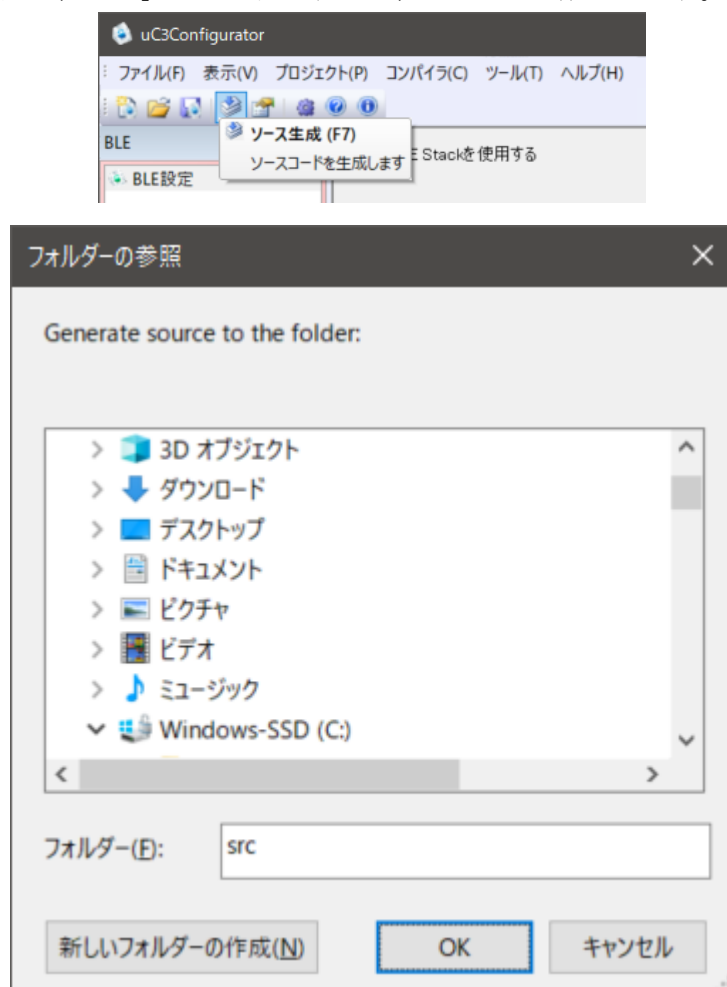 uC3Configurator
ファイル(F) 表示(V) プロジェクト(P) コンパイラ(C) ツール(T) ヘルプ(H)
BLE
ソース生成 (F7)
ソースコードを生成します
Stackを使用する
BLE設定
フォルダーの参照
Generate source to the folder:
3D オブジェクト
ダウンロード
デスクトップ
ドキュメント
ピクチャ
ビデオ
ミュージック
Windows-SSD (C:)
フォルダー(F):
src
新しいフォルダーの作成(N)
OK
キャンセル